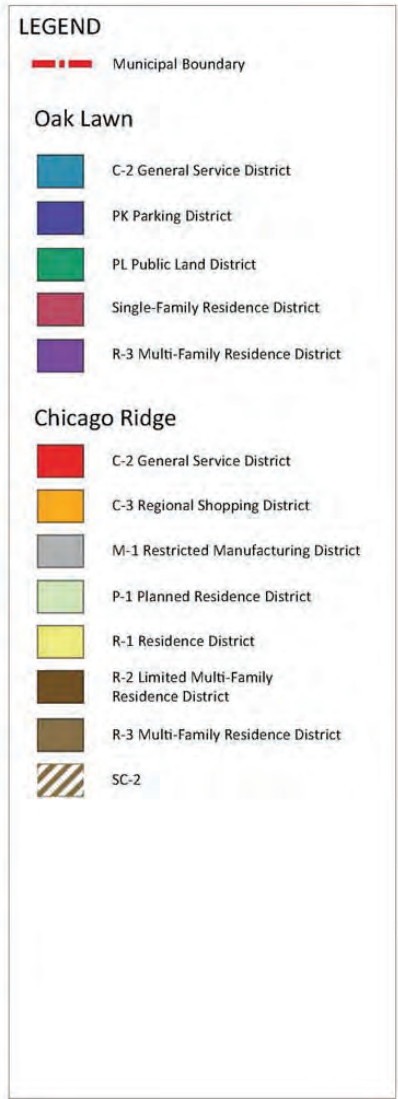 LEGEND
Municipal Boundary
Oak Lawn
C-2 General Service District
PK Parking District
PL Public Land District
Single-Family Residence District
R-3 Multi-Family Residence District
Chicago Ridge
C-2 General Service District
C-3 Regional Shopping District
M-1 Restricted Manufacturing District
P-1 Planned Residence District
R-1 Residence District
R-2 Limited Multi-Family
Residence District
R-3 Multi-Family Residence District
SC-2